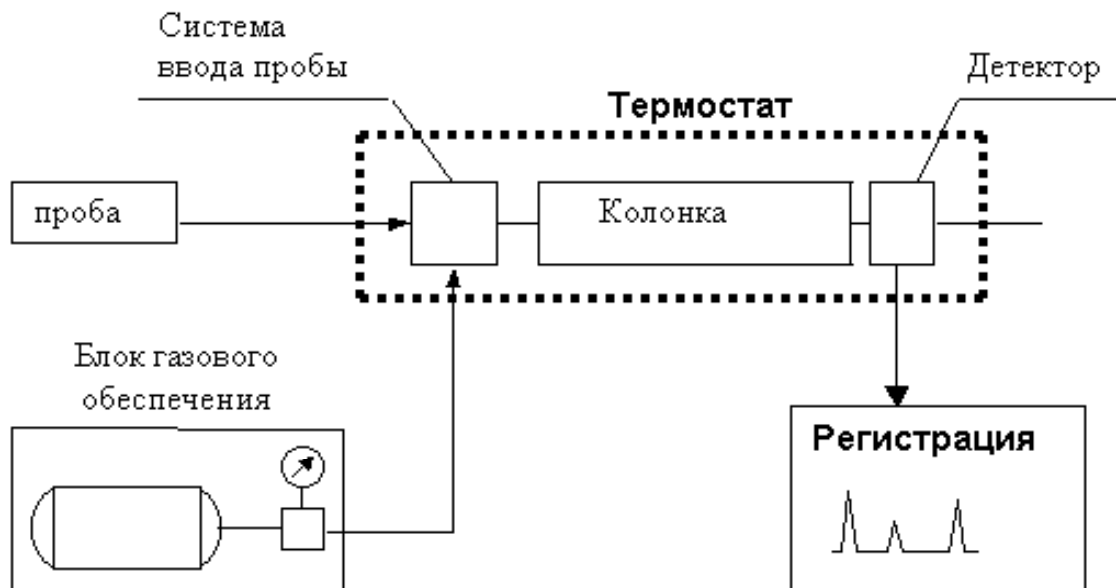 Система
ввода пробы
Детектор
Термостат
проба
Колонка
Блок газового
обеспечения
Регистрация